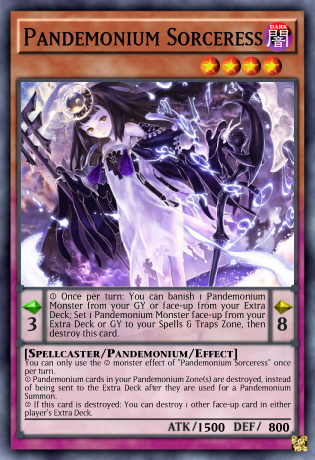 Pandemonium Sorceress
DARK
闇
① Once per turn: You can banish 1 Pandemonium
Monster from your GY or face-up from your Extra
Deck; Set 1 Pandemonium Monster face-up from your
Extra Deck or GY to your Spells & Traps Zone, then
destroy this card.
3
8
[Spellcaster/Pandemonium/Effect]
You can only use the ② monster effect of "Pandemonium Sorceress" once
per turn.
① Pandemonium cards in your Pandemonium Zone(s) are destroyed, instead
of being sent to the Extra Deck after they are used for a Pandemonium
Summon.
② If this card is destroyed: You can destroy 1 other face-up card in either
player's Extra Deck.
ATK/1500 DEF/ 800